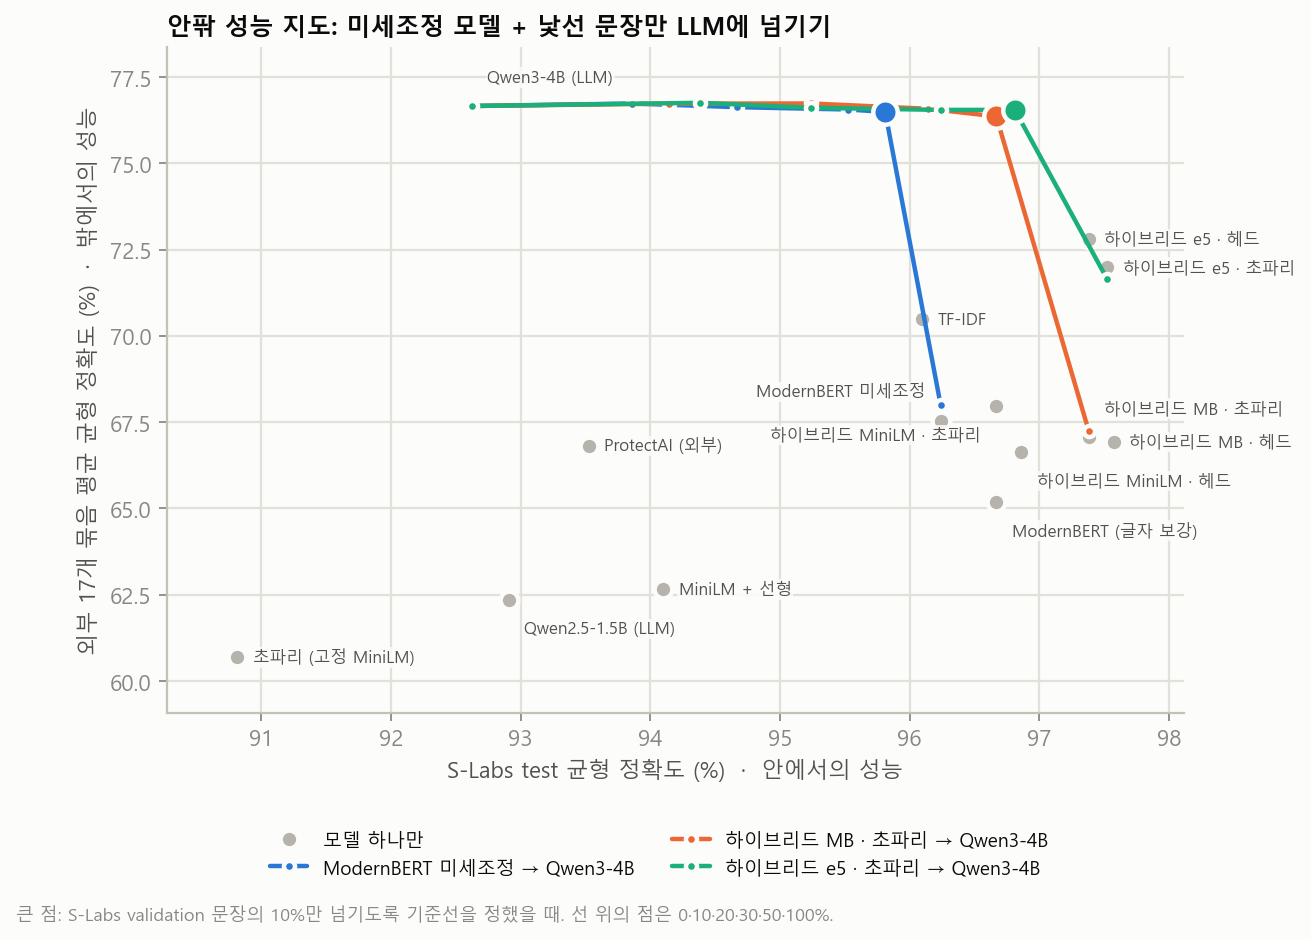 안팎 성능 지도: 미세조정 모델 + 낯선 문장만 LLM에 넘기기
외부 17개 묶음 평균 균형 정확도 (%) · 밖에서의 성능
77.5
75.0
72.5
70.0
67.5
65.0
62.5
60.0
Qwen3-4B (LLM)
하이브리드 e5 · 헤드
하이브리드 e5 · 초파리
TF-IDF
ModernBERT 미세조정
하이브리드 MB · 초파리
하이브리드 MiniLM · 초파리
하이브리드 MB · 헤드
ProtectAI (외부)
하이브리드 MiniLM · 헤드
ModernBERT (글자 보강)
MiniLM + 선형
Qwen2.5-1.5B (LLM)
초파리 (고정 MiniLM)
91 92 93 94 95 96 97 98
S-Labs test 균형 정확도 (%) · 안에서의 성능
모델 하나만
ModernBERT 미세조정 → Qwen3-4B
하이브리드 MB · 초파리 → Qwen3-4B
하이브리드 e5 · 초파리 → Qwen3-4B
큰 점: S-Labs validation 문장의 10%만 넘기도록 기준선을 정했을 때. 선 위의 점은 0·10·20·30·50·100%.